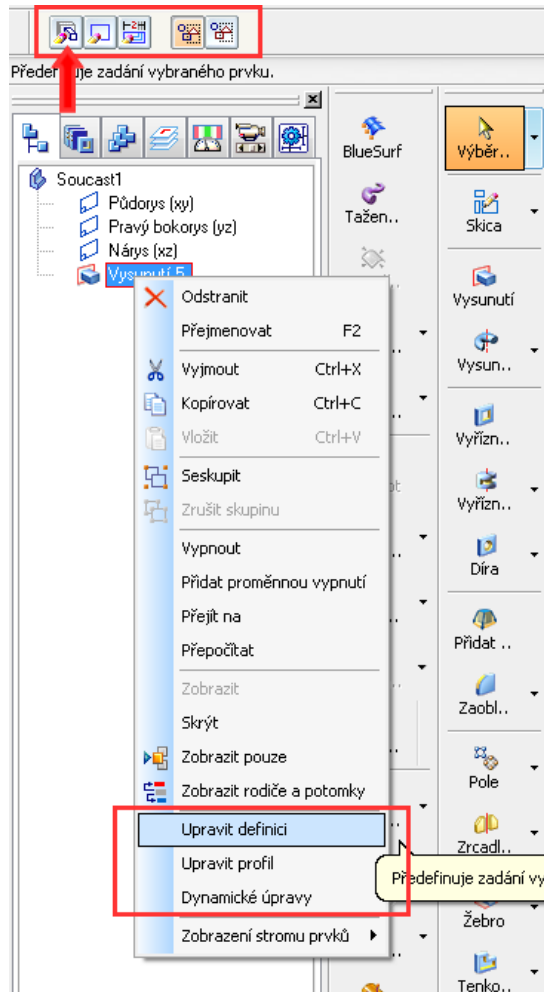 Předefinuje zadání vybraného prvku.
Soucast1
Půdorys (xy)
Pravý bokorys (yz)
Nárys (xz)
Vysunutí 5
Odstranit
Přejmenovat F2
Vyjmout Ctrl+X
Kopírovat Ctrl+C
Vložit Ctrl+V
Seskupit
Zrušit skupinu
Vypnout
Přidat proměnnou vypnutí
Přejít na
Přepočítat
Zobrazit
Skrýt
Zobrazit pouze
Zobrazit rodiče a potomky
Upravit definici
Upravit profil
Dynamické úpravy
Zobrazení stromu prvků
Předefinuje zadání vy
BlueSurf
Tažen..
Výběr..
Skica
Vysunutí
Vysun..
Vyřízn..
Vyřízn..
Díra
Přidat ..
Zaobl..
Pole
Zrcadl..
Žebro
Tenko..